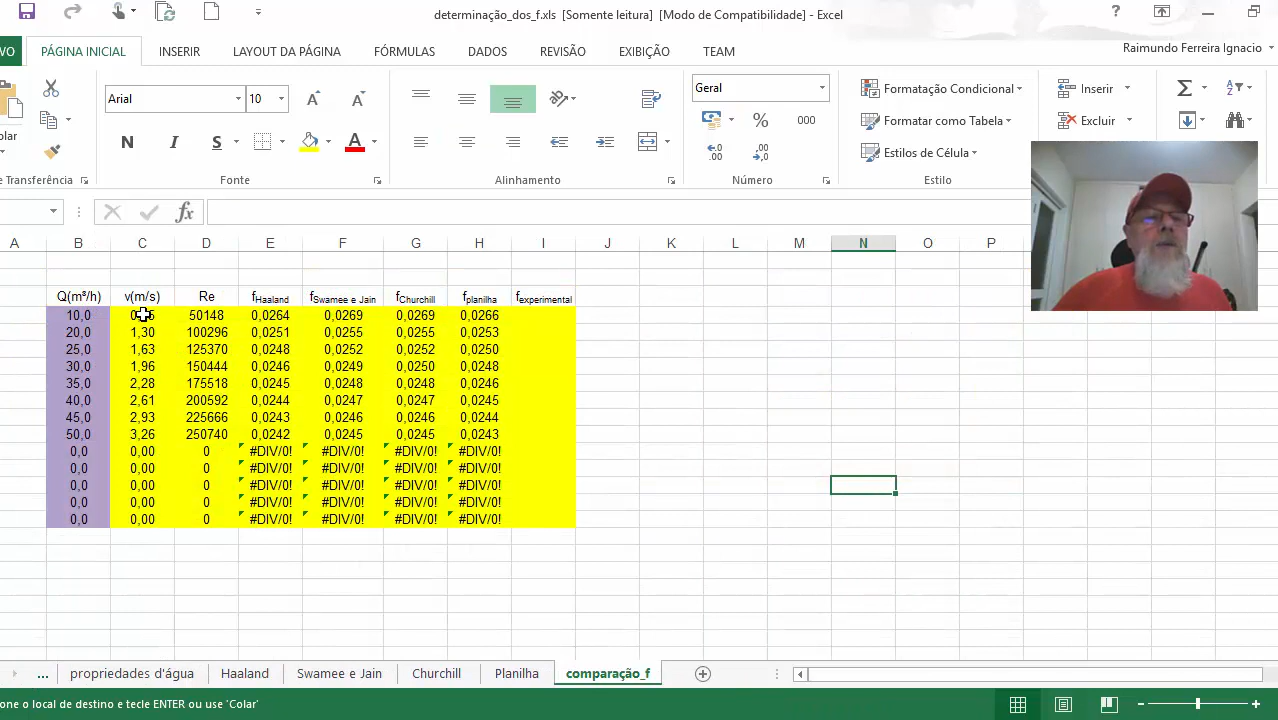 determinação_dos_f.xls [Somente leitura] [Modo de Compatibilidade] - Excel
VO PÁGINA INICIAL INSERIR LAYOUT DA PÁGINA FÓRMULAS DADOS REVISÃO EXIBIÇÃO TEAM
Raimundo Ferreira Ignacio
Arial 10 Geral Formatação Condicional Inserir
N I S A % 000 Formatar como Tabela Excluir
Estilos de Célula
de Transferência Fonte Alinhamento Número Estilo
fx
A B C D E F G H I J K L M N O P
Q(m³/h) v(m/s) Re fHaaland fSwamee e Jain fChurchill fplanilha fexperimental
10,0 50148 0,0264 0,0269 0,0269 0,0266
20,0 1,30 100296 0,0251 0,0255 0,0255 0,0253
25,0 1,63 125370 0,0248 0,0252 0,0252 0,0250
30,0 1,96 150444 0,0246 0,0249 0,0250 0,0248
35,0 2,28 175518 0,0245 0,0248 0,0248 0,0246
40,0 2,61 200592 0,0244 0,0247 0,0247 0,0245
45,0 2,93 225666 0,0243 0,0246 0,0246 0,0244
50,0 3,26 250740 0,0242 0,0245 0,0245 0,0243
0,0 0,00 0 #DIV/0! #DIV/0! #DIV/0! #DIV/0!
0,0 0,00 0 #DIV/0! #DIV/0! #DIV/0! #DIV/0!
0,0 0,00 0 #DIV/0! #DIV/0! #DIV/0! #DIV/0!
0,0 0,00 0 #DIV/0! #DIV/0! #DIV/0! #DIV/0!
0,0 0,00 0 #DIV/0! #DIV/0! #DIV/0! #DIV/0!
... propriedades d'água Haaland Swamee e Jain Churchill Planilha comparação_f
one o local de destino e tecle ENTER ou use 'Colar'